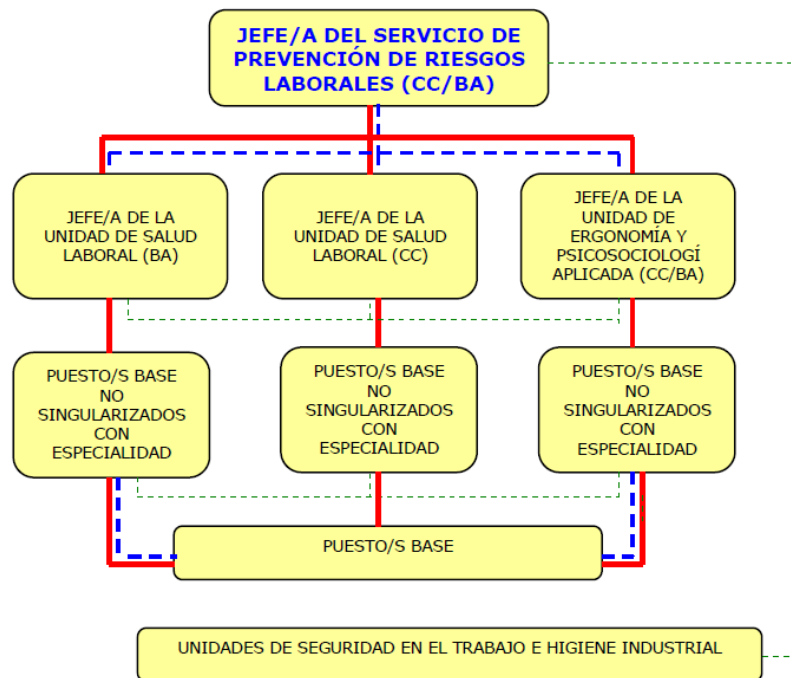 JEFE/A DEL SERVICIO DE
PREVENCIÓN DE RIESGOS
LABORALES (CC/BA)
JEFE/A DE LA
UNIDAD DE SALUD
LABORAL (BA)
JEFE/A DE LA
UNIDAD DE SALUD
LABORAL (CC)
JEFE/A DE LA
UNIDAD DE
ERGONOMÍA Y
PSICOSOCIOLOGÍ
APLICADA (CC/BA)
PUESTO/S BASE
NO
SINGULARIZADOS
CON
ESPECIALIDAD
PUESTO/S BASE
NO
SINGULARIZADOS
CON
ESPECIALIDAD
PUESTO/S BASE
NO
SINGULARIZADOS
CON
ESPECIALIDAD
PUESTO/S BASE
UNIDADES DE SEGURIDAD EN EL TRABAJO E HIGIENE INDUSTRIAL